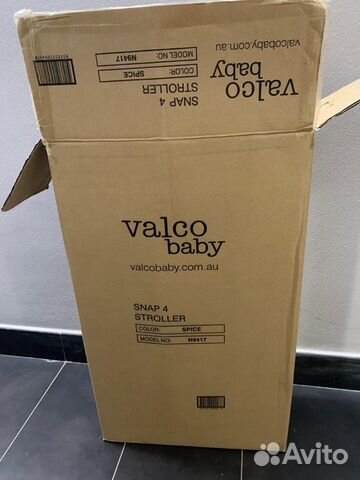 valco
baby
valcobaby.com.au
SNAP 4
STROLLER
COLOR: SPICE
MODEL NO: N9417
valco
baby
valcobaby.com.au
SNAP 4
STROLLER
COLOR: SPICE
MODEL NO: N9417
Avito